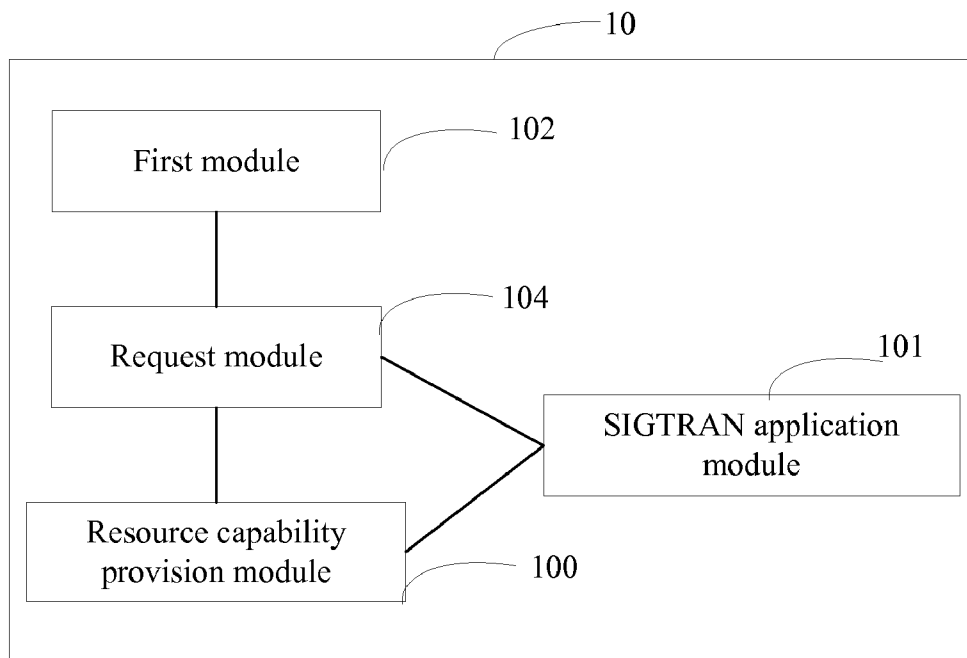 10
First module
102
Request module
104
101
SIGTRAN application
module
Resource capability
provision module
100